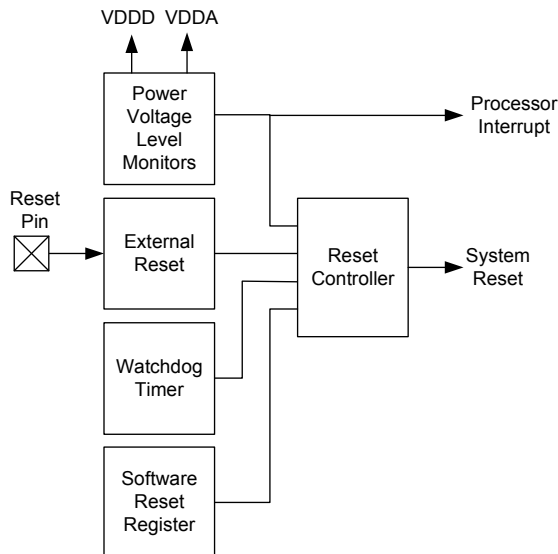 VDDD VDDA
Power
Voltage
Level
Monitors
Processor
Interrupt
Reset
Pin
External
Reset
Reset
Controller
System
Reset
Watchdog
Timer
Software
Reset
Register